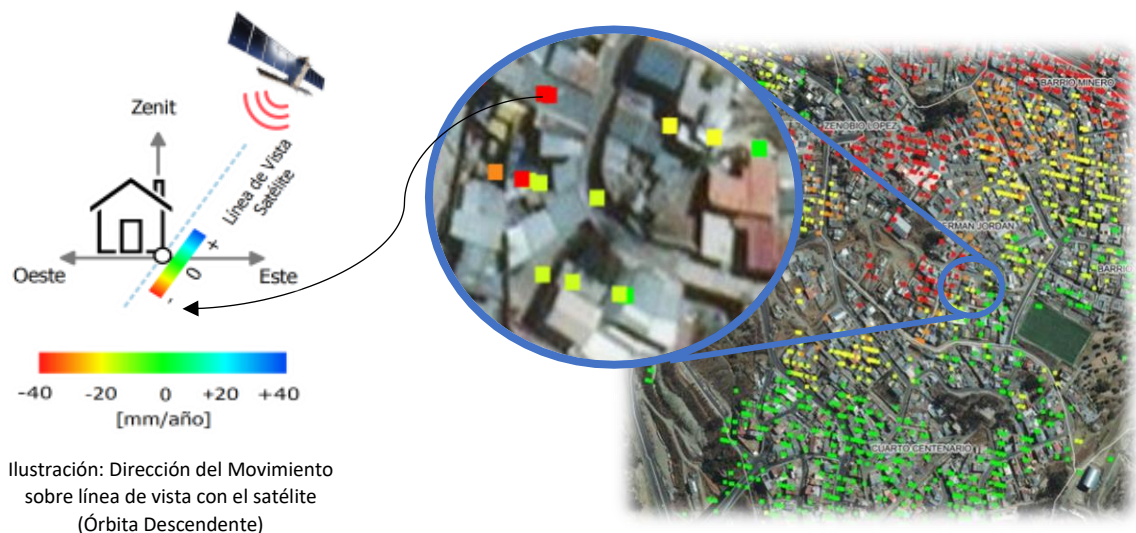 Zenit
Línea de Vista
Satélite
Oeste
Este
+
0
-
-40
-20
0
+20
+40
[mm/año]
Ilustración: Dirección del Movimiento
sobre línea de vista con el satélite
(Órbita Descendente)
BARRIO MINERO
ZENOBIO LOPEZ
ERMAN JORDAN
BARRIO
CUARTO CENTENARIO